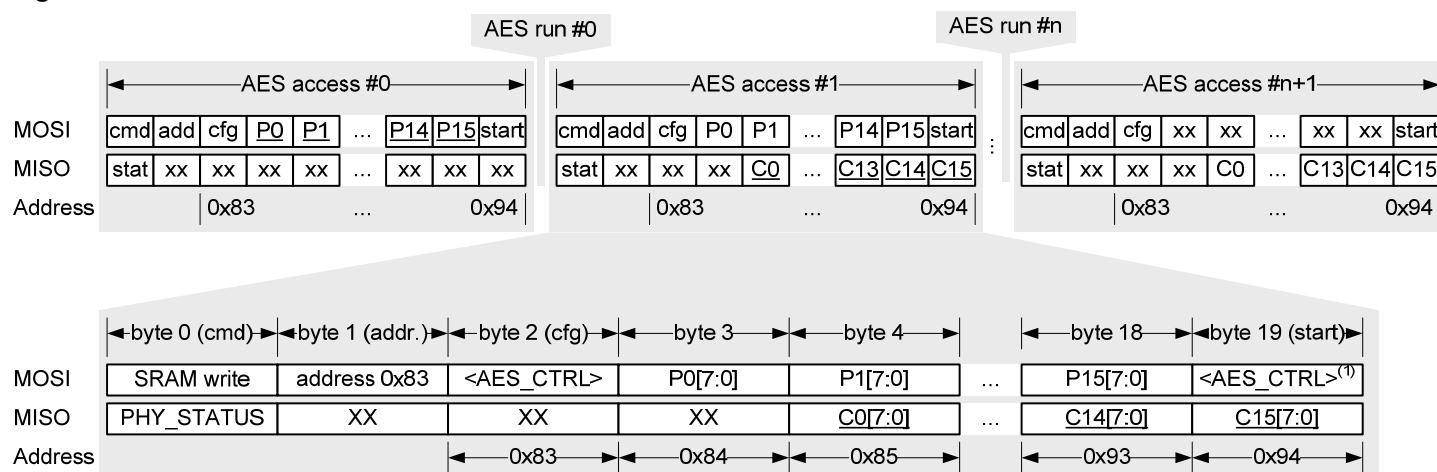 AES run #0 AES run #n
AES access #0 AES access #1 AES access #n+1
MOSI cmd add cfg P0 P1 ... P14 P15 start cmd add cfg P0 P1 ... P14 P15 start ... cmd add cfg xx xx ... xx xx start
MISO stat xx xx xx xx ... xx xx xx stat xx xx xx C0 ... C13 C14 C15 stat xx xx xx C0 ... C13 C14 C15
Address 0x83 ... 0x94 0x83 ... 0x94 0x83 ... 0x94
byte 0 (cmd) byte 1 (addr.) byte 2 (cfg) byte 3 byte 4 byte 18 byte 19 (start)
MOSI SRAM write address 0x83 <AES_CTRL> P0[7:0] P1[7:0] ... P15[7:0] <AES_CTRL>(1)
MISO PHY_STATUS XX XX XX C0[7:0] ... C14[7:0] C15[7:0]
Address 0x83 0x84 0x85 0x93 0x94